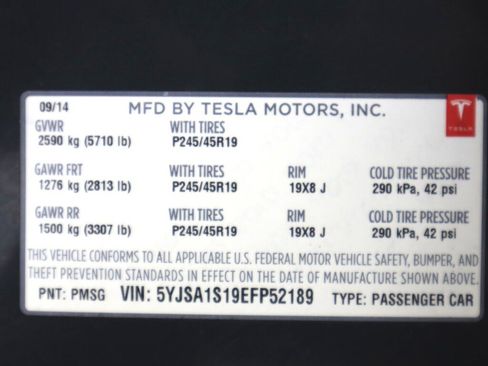 09/14 MFD BY TESLA MOTORS, INC.
TESLA
GVWR WITH TIRES
2590 kg (5710 lb) P245/45R19
GAWR FRT WITH TIRES RIM COLD TIRE PRESSURE
1276 kg (2813 lb) P245/45R19 19X8 J 290 kPa, 42 psi
GAWR RR WITH TIRES RIM COLD TIRE PRESSURE
1500 kg (3307 lb) P245/45R19 19X8 J 290 kPa, 42 psi
THIS VEHICLE CONFORMS TO ALL APPLICABLE U.S. FEDERAL MOTOR VEHICLE SAFETY, BUMPER, AND
THEFT PREVENTION STANDARDS IN EFFECT ON THE DATE OF MANUFACTURE SHOWN ABOVE.
PNT: PMSG VIN: 5YJSA1S19EFP52189 TYPE: PASSENGER CAR